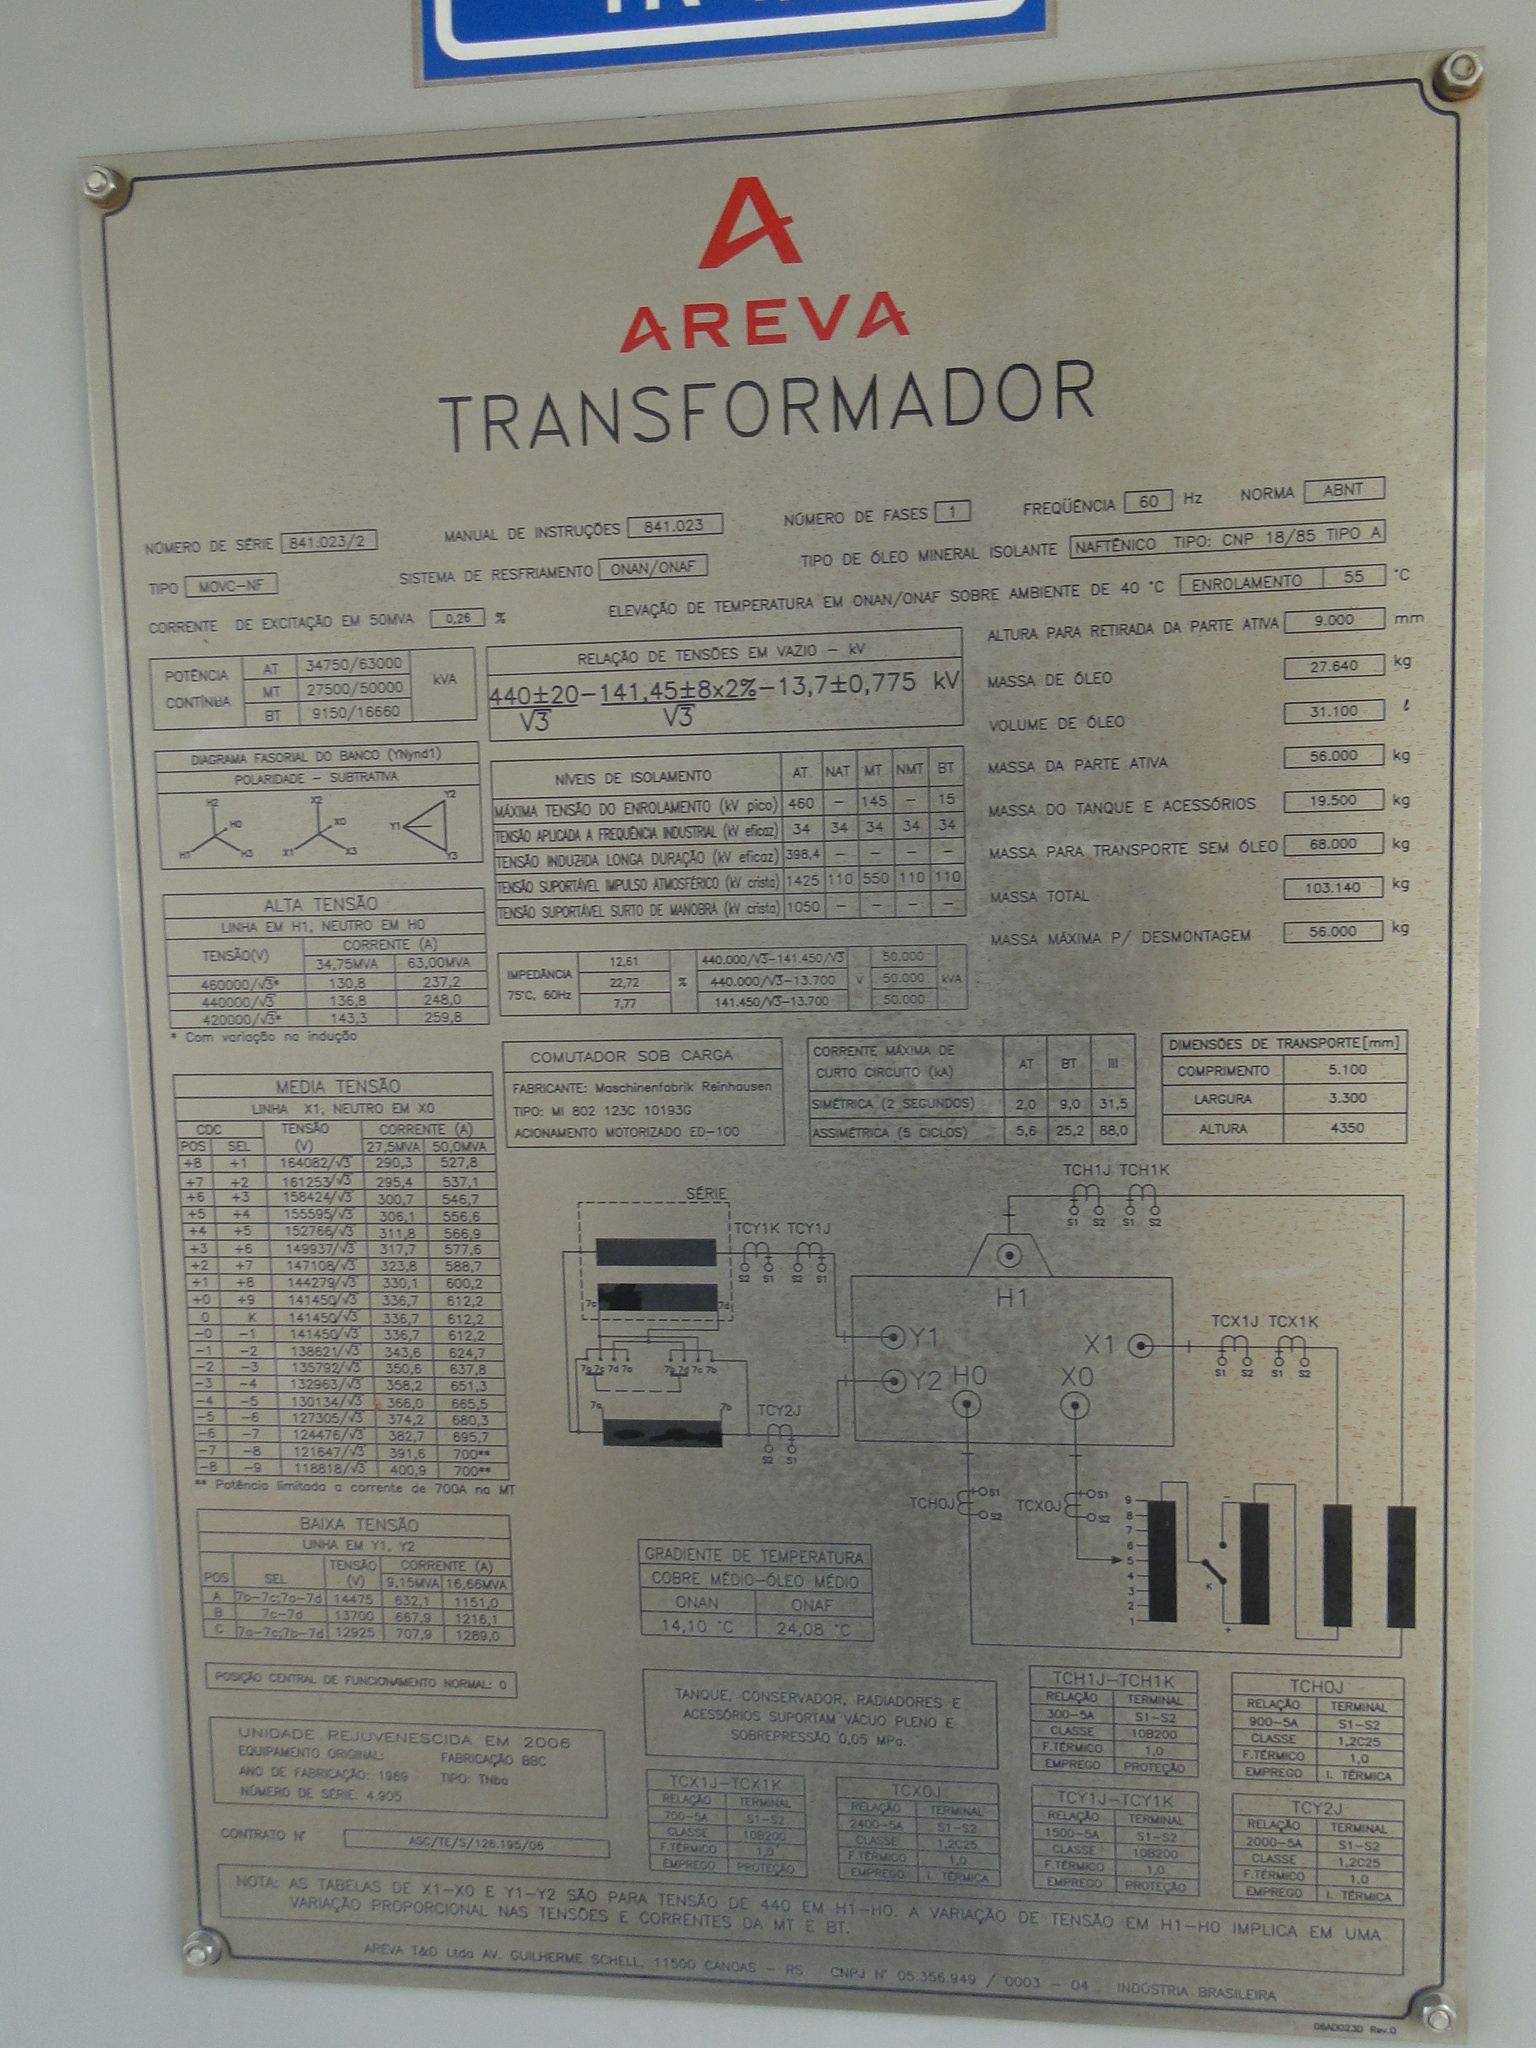 AREVA
TRANSFORMADOR
NÚMERO DE SÉRIE 841.023/2 MANUAL DE INSTRUÇÕES 841.023 NÚMERO DE FASES 1 FREQÜÊNCIA 60 Hz NORMA ABNT
TIPO MOVC-NF SISTEMA DE RESFRIAMENTO ONAN/ONAF TIPO DE ÓLEO MINERAL ISOLANTE NAFTÊNICO TIPO: CNP 18/85 TIPO A
CORRENTE DE EXCITAÇÃO EM 50MVA 0,26 % ELEVAÇÃO DE TEMPERATURA EM ONAN/ONAF SOBRE AMBIENTE DE 40 °C ENROLAMENTO 55 °C
POTÊNCIA CONTÍNUA kVA
AT 34750/63000
MT 27500/50000
BT 9150/16660
RELAÇÃO DE TENSÕES EM VAZIO - kV
440±20/√3-141,45±8x2%/√3-13,7±0,775 kV
ALTURA PARA RETIRADA DA PARTE ATIVA 9.000 mm
MASSA DE ÓLEO 27.640 kg
VOLUME DE ÓLEO 31.100 ℓ
MASSA DA PARTE ATIVA 56.000 kg
MASSA DO TANQUE E ACESSÓRIOS 19.500 kg
MASSA PARA TRANSPORTE SEM ÓLEO 68.000 kg
MASSA TOTAL 103.140 kg
MASSA MÁXIMA P/ DESMONTAGEM 56.000 kg
DIAGRAMA FASORIAL DO BANCO (YNynd1)
POLARIDADE - SUBTRATIVA
H2 X2 Y2
H0 X0 Y1
H1 H3 X1 X3 Y3
NÍVEIS DE ISOLAMENTO AT NAT MT NMT BT
MÁXIMA TENSÃO DO ENROLAMENTO (kV pico) 460 - 145 - 15
TENSÃO APLICADA A FREQUÊNCIA INDUSTRIAL (kV eficaz) 34 34 34 34 34
TENSÃO INDUZIDA LONGA DURAÇÃO (kV eficaz) 398,4 - - - -
TENSÃO SUPORTÁVEL IMPULSO ATMOSFÉRICO (kV crista) 1425 110 550 110 110
TENSÃO SUPORTÁVEL SURTO DE MANOBRA (kV crista) 1050 - - - -
ALTA TENSÃO
LINHA EM H1, NEUTRO EM H0
TENSÃO(V) CORRENTE (A)
34,75MVA 63,00MVA
460000/√3* 130,8 237,2
440000/√3 136,8 248,0
420000/√3* 143,3 259,8
* Com variação na indução
IMPEDÂNCIA 75°C, 60Hz % V kVA
12,61 440.000/√3-141.450/√3 50.000
22,72 440.000/√3-13.700 50.000
7,77 141.450/√3-13.700 50.000
COMUTADOR SOB CARGA
FABRICANTE: Maschinenfabrik Reinhausen
TIPO: MI 802 123C 10193G
ACIONAMENTO MOTORIZADO ED-100
CORRENTE MÁXIMA DE CURTO CIRCUITO (kA) AT BT III
SIMÉTRICA (2 SEGUNDOS) 2,0 9,0 31,5
ASSIMÉTRICA (5 CICLOS) 5,6 25,2 88,0
DIMENSÕES DE TRANSPORTE[mm]
COMPRIMENTO 5.100
LARGURA 3.300
ALTURA 4350
MEDIA TENSÃO
LINHA X1, NEUTRO EM X0
CDC TENSÃO (V) CORRENTE (A)
POS SEL 27,5MVA 50,0MVA
+8 +1 164082/√3 290,3 527,8
+7 +2 161253/√3 295,4 537,1
+6 +3 158424/√3 300,7 546,7
+5 +4 155595/√3 306,1 556,6
+4 +5 152766/√3 311,8 566,9
+3 +6 149937/√3 317,7 577,6
+2 +7 147108/√3 323,8 588,7
+1 +8 144279/√3 330,1 600,2
+0 +9 141450/√3 336,7 612,2
0 K 141450/√3 336,7 612,2
-0 -1 141450/√3 336,7 612,2
-1 -2 138621/√3 343,6 624,7
-2 -3 135792/√3 350,6 637,8
-3 -4 132963/√3 358,2 651,3
-4 -5 130134/√3 366,0 665,5
-5 -6 127305/√3 374,2 680,3
-6 -7 124476/√3 382,7 695,7
-7 -8 121647/√3 391,6 700**
-8 -9 118818/√3 400,9 700**
** Potência limitada a corrente de 700A na MT
SÉRIE
TCY1K TCY1J
S2 S1 S2 S1
7c 7d
7a 7c 7d 7a 7b 7d 7c 7b
7a 7b
TCY2J
S2 S1
TCH1J TCH1K
S1 S2 S1 S2
H1
Y1 X1
Y2 H0 X0
TCX1J TCX1K
S1 S2 S1 S2
TCH0J S1 S2
TCX0J S1 S2
9
8
7
6
5
4
3
2
1
- K +
BAIXA TENSÃO
LINHA EM Y1, Y2
POS SEL TENSÃO (V) CORRENTE (A)
9,15MVA 16,66MVA
A 7b-7c;7a-7d 14475 632,1 1151,0
B 7c-7d 13700 667,9 1216,1
C 7a-7c;7b-7d 12925 707,9 1289,0
GRADIENTE DE TEMPERATURA
COBRE MÉDIO-ÓLEO MÉDIO
ONAN ONAF
14,10 °C 24,08 °C
POSIÇÃO CENTRAL DE FUNCIONAMENTO NORMAL: 0
TANQUE, CONSERVADOR, RADIADORES E
ACESSÓRIOS SUPORTAM VÁCUO PLENO E
SOBREPRESSÃO 0,05 MPa.
UNIDADE REJUVENESCIDA EM 2006
EQUIPAMENTO ORIGINAL: FABRICAÇÃO BBC
ANO DE FABRICAÇÃO: 1969 TIPO: TNba
NÚMERO DE SÉRIE: 4.905
CONTRATO N° ASC/TE/S/126.195/06
TCH1J-TCH1K
RELAÇÃO TERMINAL
300-5A S1-S2
CLASSE 10B200
F.TÉRMICO 1,0
EMPREGO PROTEÇÃO
TCH0J
RELAÇÃO TERMINAL
900-5A S1-S2
CLASSE 1,2C25
F.TÉRMICO 1,0
EMPREGO I. TÉRMICA
TCX1J-TCX1K
RELAÇÃO TERMINAL
700-5A S1-S2
CLASSE 10B200
F.TÉRMICO 1,0
EMPREGO PROTEÇÃO
TCX0J
RELAÇÃO TERMINAL
2400-5A S1-S2
CLASSE 1,2C25
F.TÉRMICO 1,0
EMPREGO I. TÉRMICA
TCY1J-TCY1K
RELAÇÃO TERMINAL
1500-5A S1-S2
CLASSE 10B200
F.TÉRMICO 1,0
EMPREGO PROTEÇÃO
TCY2J
RELAÇÃO TERMINAL
2000-5A S1-S2
CLASSE 1,2C25
F.TÉRMICO 1,0
EMPREGO I. TÉRMICA
NOTA: AS TABELAS DE X1-X0 E Y1-Y2 SÃO PARA TENSÃO DE 440 EM H1-H0. A VARIAÇÃO DE TENSÃO EM H1-H0 IMPLICA EM UMA
VARIAÇÃO PROPORCIONAL NAS TENSÕES E CORRENTES DA MT E BT.
AREVA T&D Ltda AV. GUILHERME SCHELL, 11500 CANOAS - RS CNPJ N° 05.356.949 / 0003 - 04 INDÚSTRIA BRASILEIRA
06AD023D Rev.0